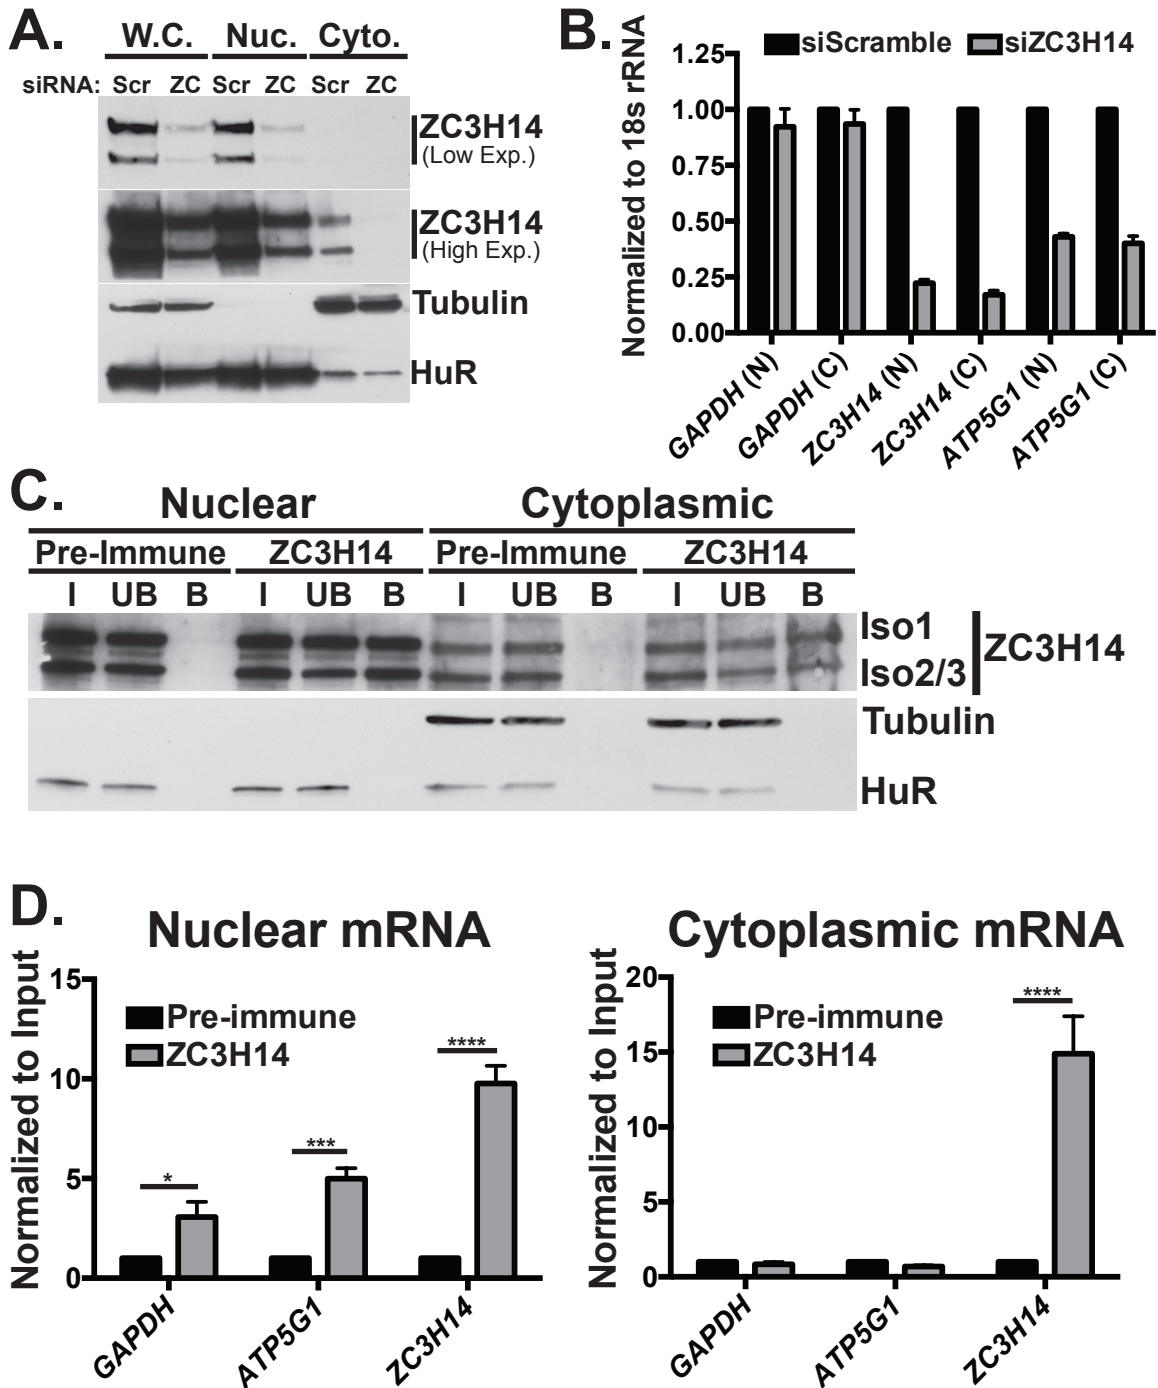 A.
W.C. Nuc. Cyto.
siRNA: Scr ZC Scr ZC Scr ZC
ZC3H14
(Low Exp.)
ZC3H14
(High Exp.)
Tubulin
HuR
B.
siScramble siZC3H14
Normalized to 18s rRNA
1.25
1.00
0.75
0.50
0.25
0.00
GAPDH (N)
GAPDH (C)
ZC3H14 (N)
ZC3H14 (C)
ATP5G1 (N)
ATP5G1 (C)
C.
Nuclear Cytoplasmic
Pre-Immune ZC3H14 Pre-Immune ZC3H14
I UB B I UB B I UB B I UB B
Iso1
Iso2/3
ZC3H14
Tubulin
HuR
D.
Nuclear mRNA
Normalized to Input
15
10
5
0
Pre-immune
ZC3H14
*
***
****
GAPDH
ATP5G1
ZC3H14
Cytoplasmic mRNA
Normalized to Input
20
15
10
5
0
Pre-immune
ZC3H14
****
GAPDH
ATP5G1
ZC3H14